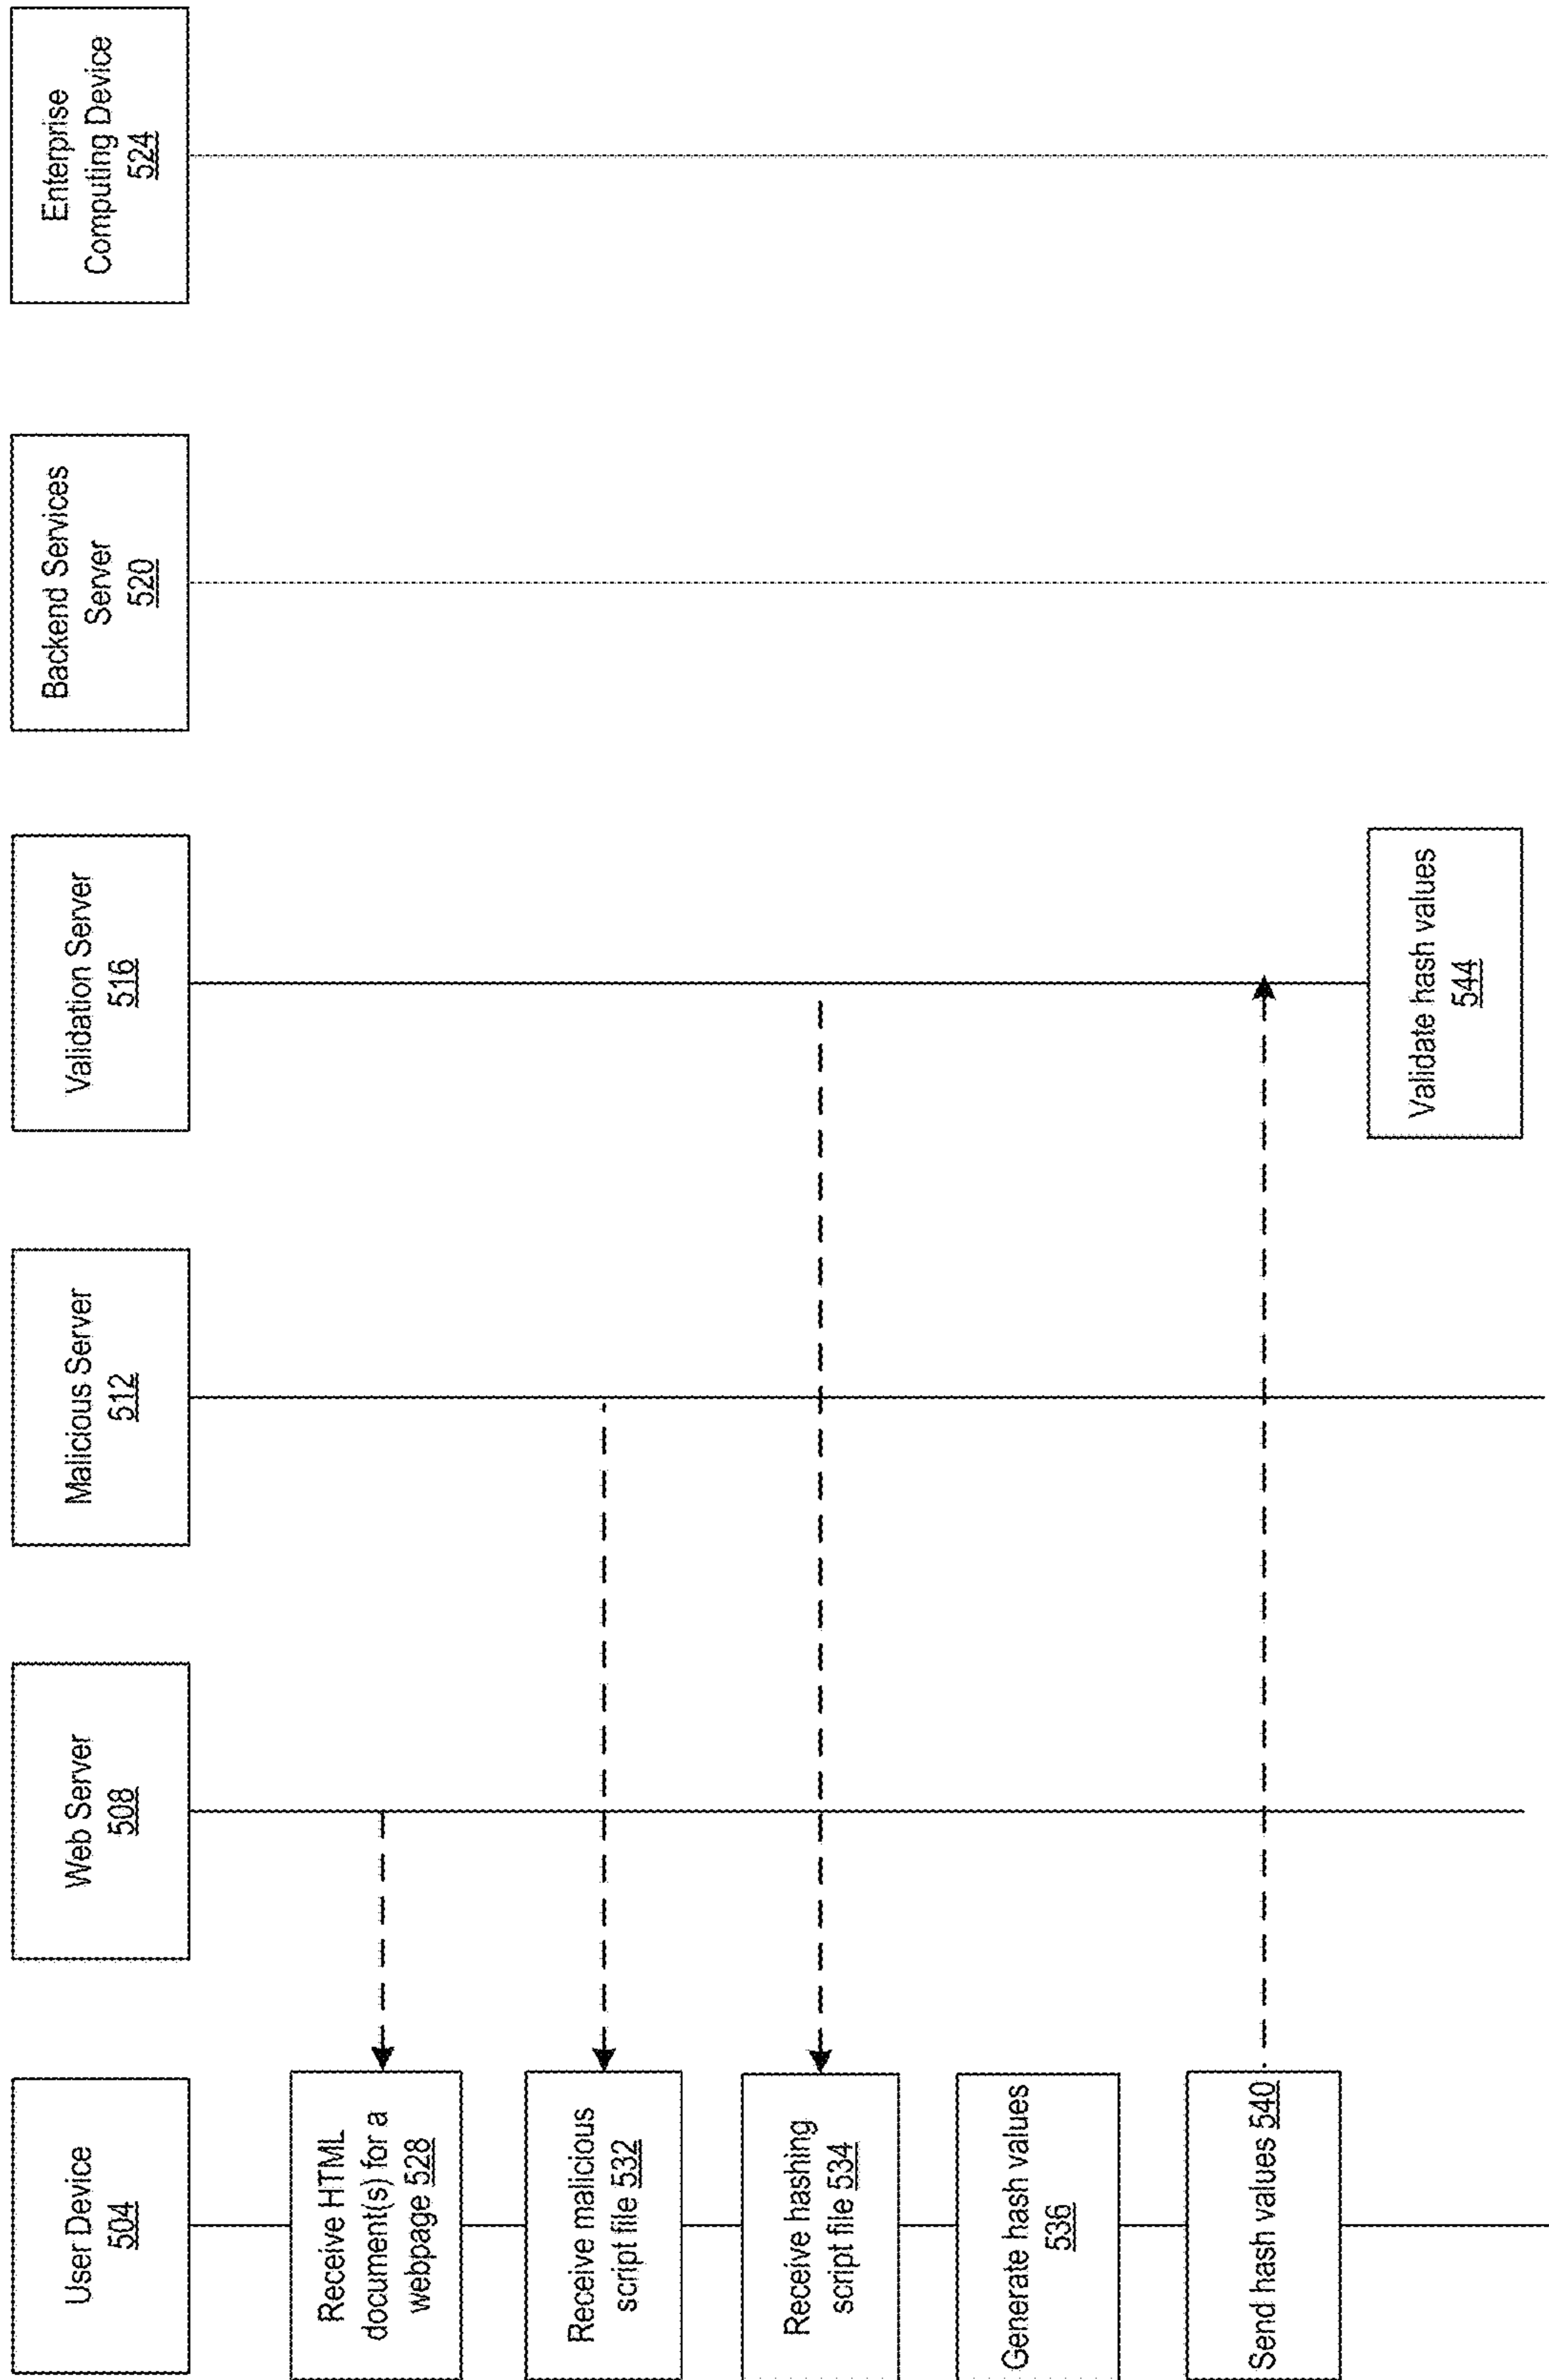 User Device
504
Web Server
508
Malicious Server
512
Validation Server
516
Backend Services
Server
520
Enterprise
Computing Device
524
Receive HTML
document(s) for a
webpage 528
Receive malicious
script file 532
Receive hashing
script file 534
Generate hash values
536
Send hash values 540
Validate hash values
544